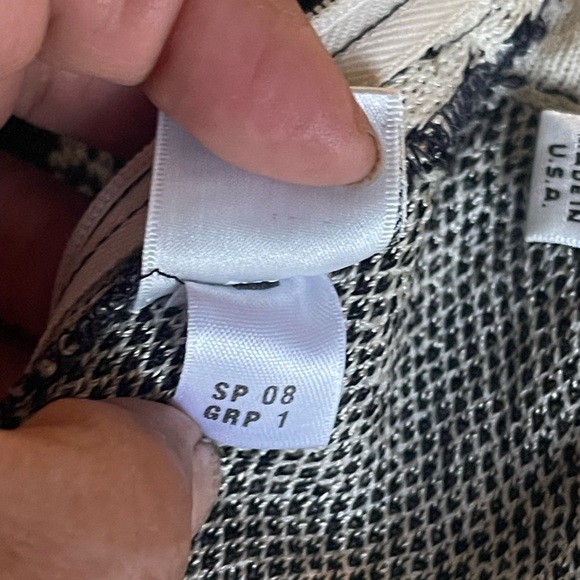 SP 08
GRP 1
MADE IN
U.S.A.